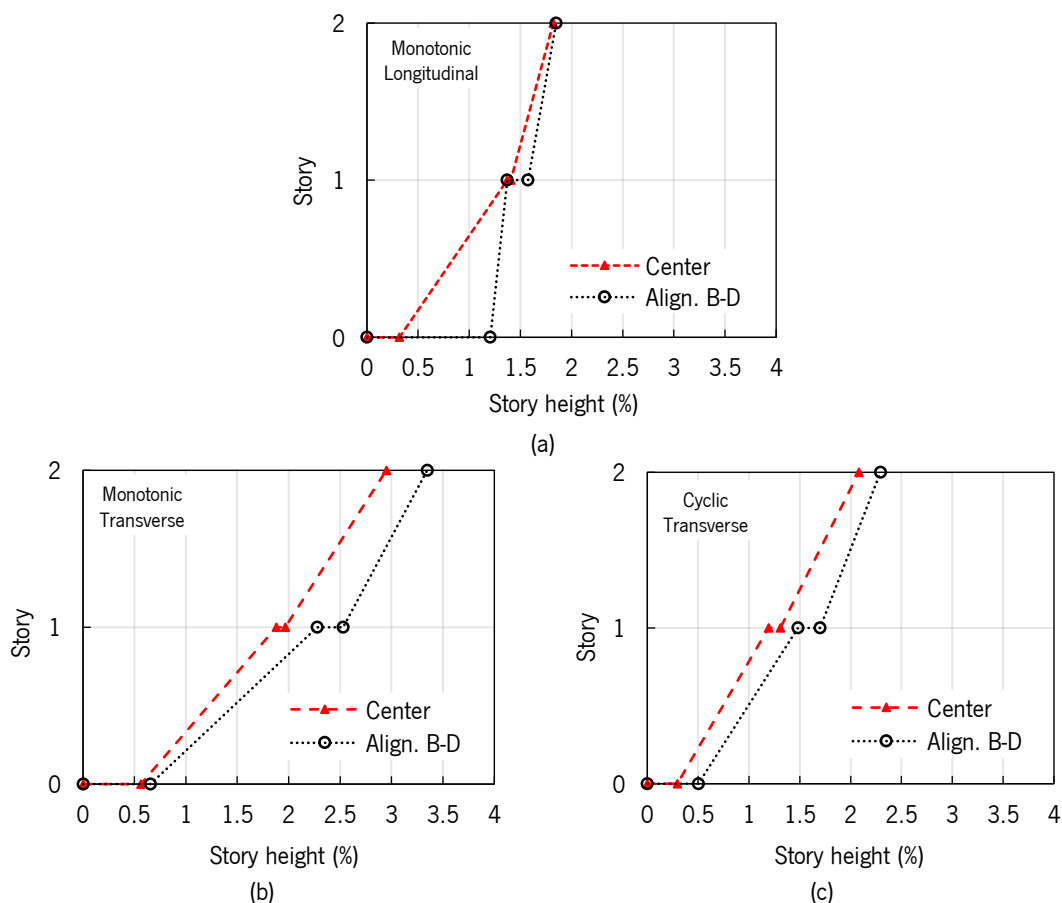 2
Monotonic
Longitudinal
Story
1
Center
Align. B-D
0
0 0.5 1 1.5 2 2.5 3 3.5 4
Story height (%)
(a)
2
Monotonic
Transverse
Story
1
Center
Align. B-D
0
0 0.5 1 1.5 2 2.5 3 3.5 4
Story height (%)
(b)
2
Cyclic
Transverse
Story
1
Center
Align. B-D
0
0 0.5 1 1.5 2 2.5 3 3.5 4
Story height (%)
(c)